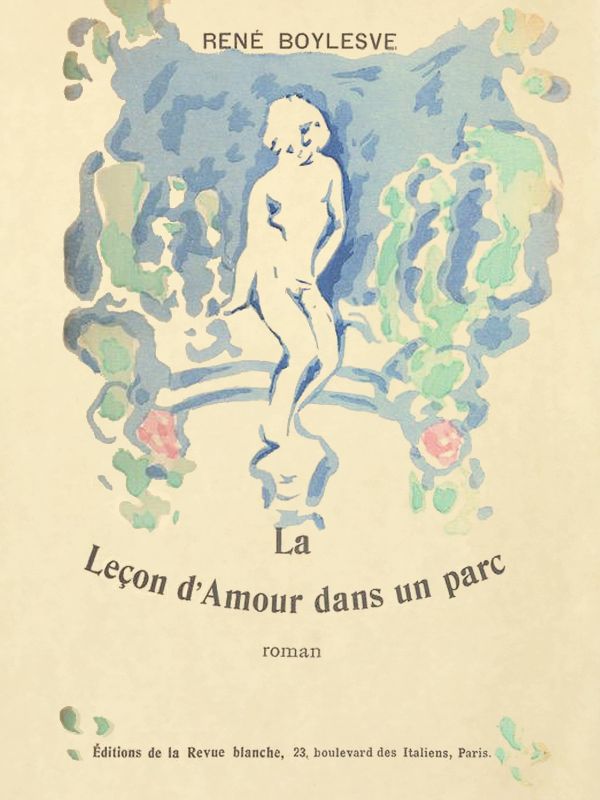 RENÉ BOYLESVE
La
Leçon d'Amour dans un parc
roman
Éditions de la Revue blanche, 23, boulevard des Italiens, Paris.